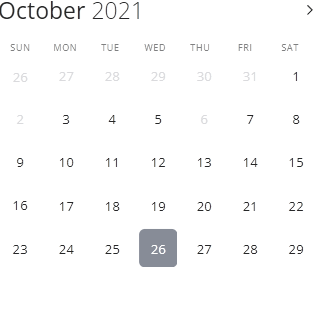 October 2021
SUN MON TUE WED THU FRI SAT
26 27 28 29 30 31 1
2 3 4 5 6 7 8
9 10 11 12 13 14 15
16 17 18 19 20 21 22
23 24 25 26 27 28 29